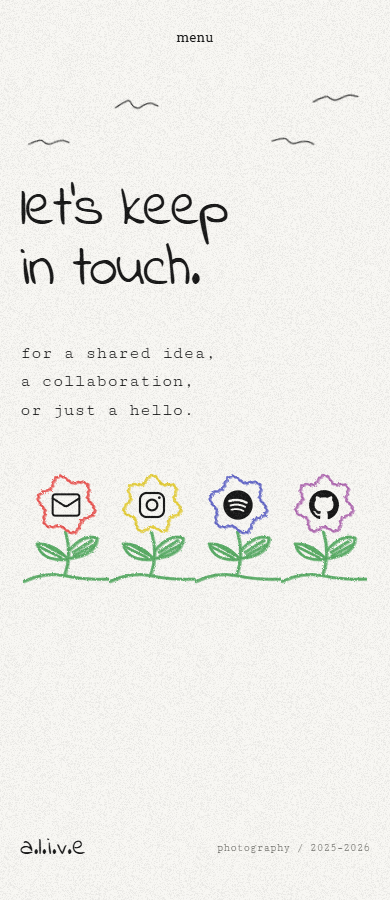 menu
let's keep
in touch.
for a shared idea,
a collaboration,
or just a hello.
a.l.i.v.e
photography / 2025–2026